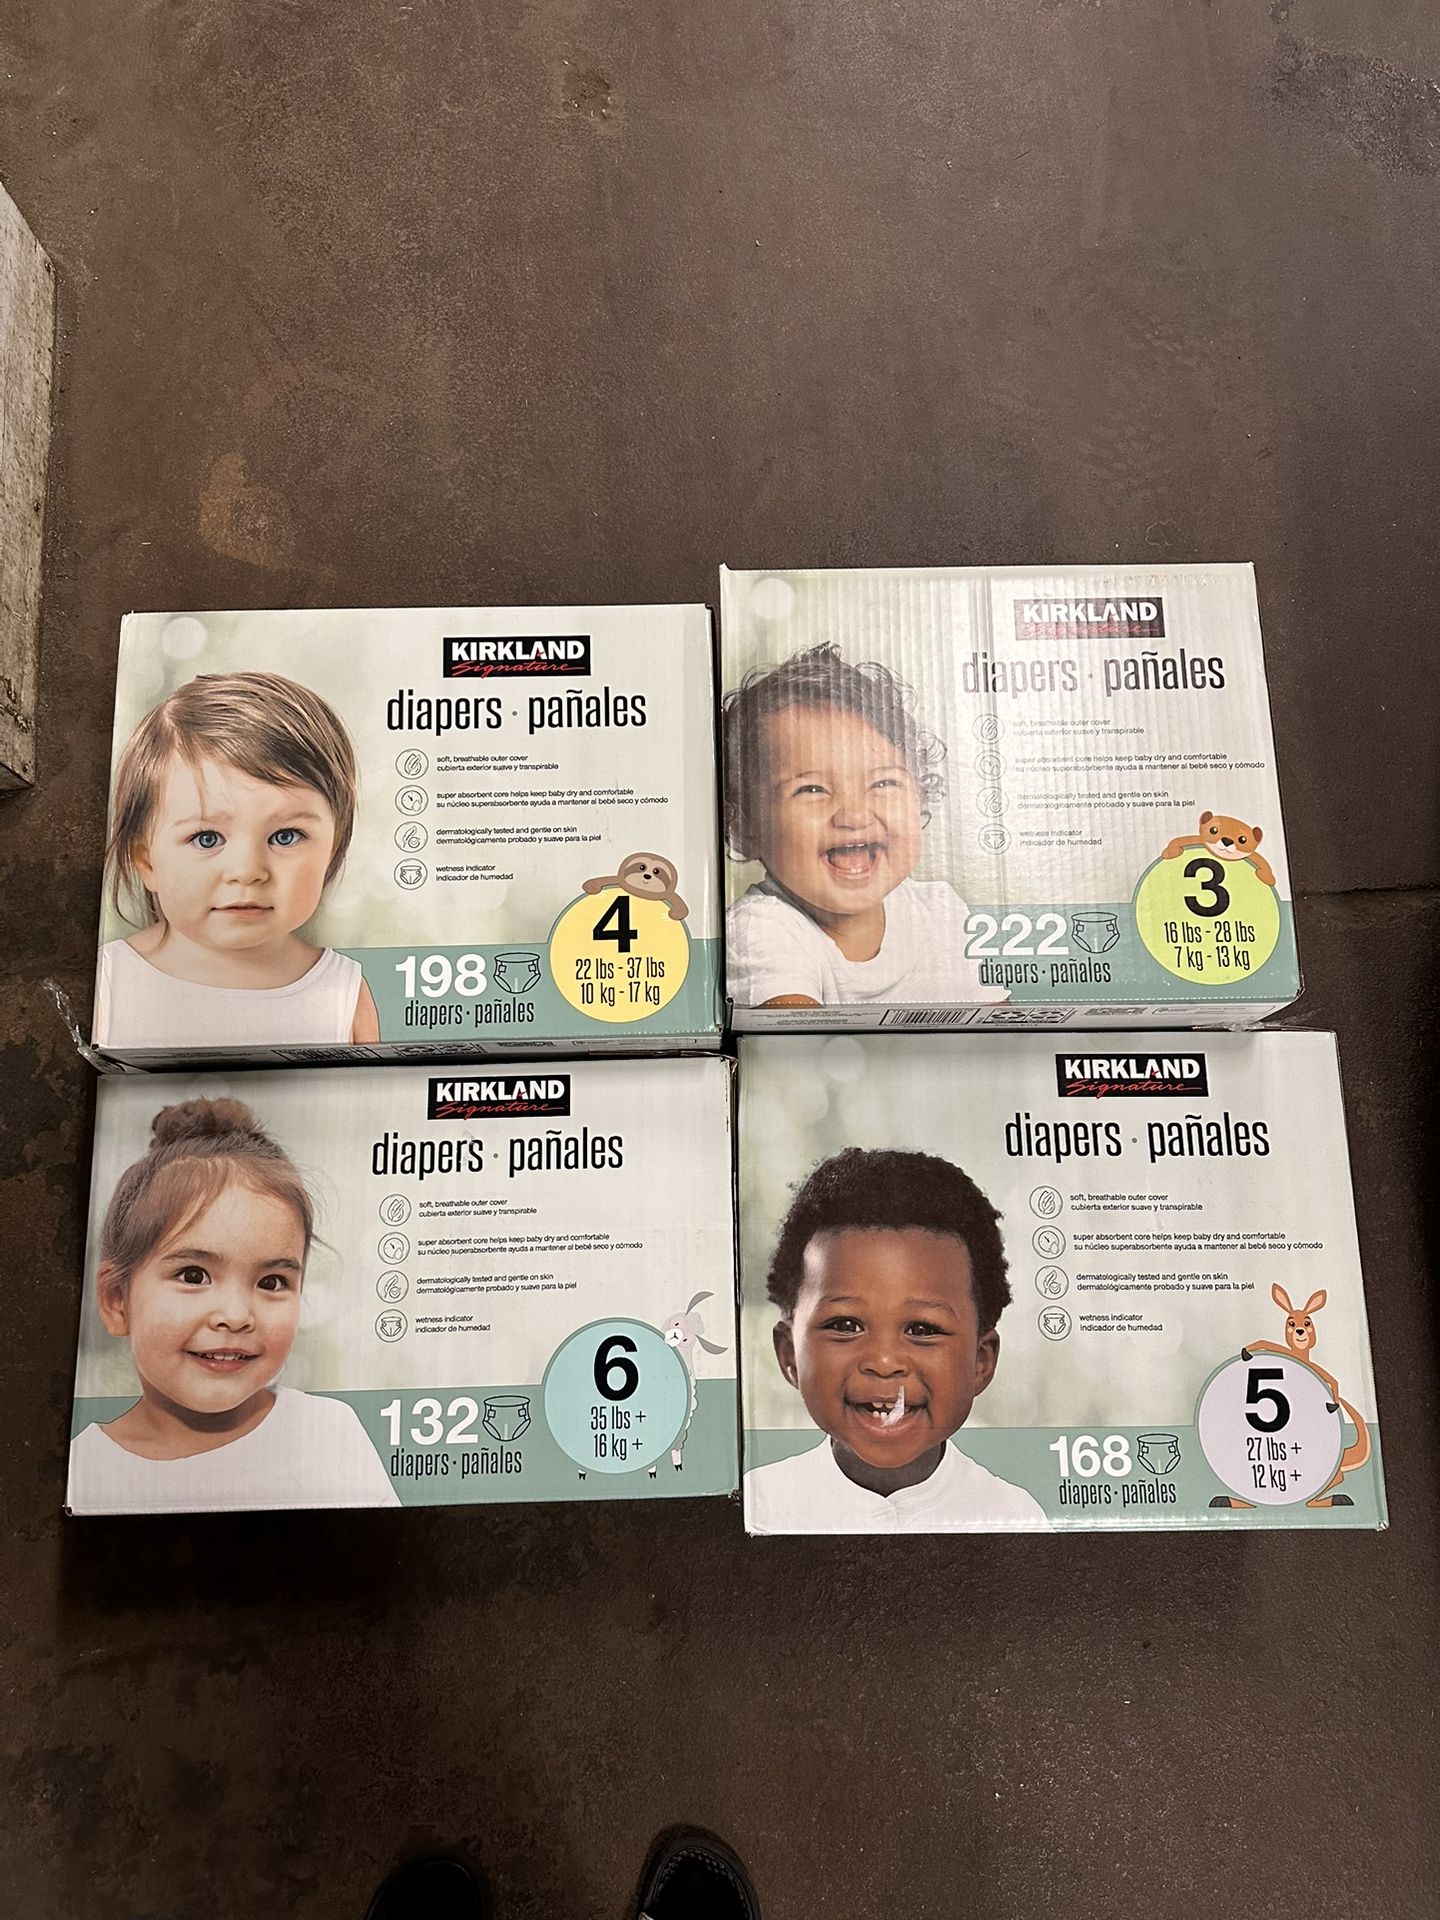 KIRKLAND
Signature
diapers · pañales
soft, breathable outer cover
cubierta exterior suave y transpirable
super absorbent core helps keep baby dry and comfortable
su núcleo superabsorbente ayuda a mantener al bebé seco y cómodo
dermatologically tested and gentle on skin
dermatológicamente probado y suave para la piel
wetness indicator
indicador de humedad
4
22 lbs - 37 lbs
10 kg - 17 kg
198
diapers · pañales
KIRKLAND
Signature
diapers · pañales
soft, breathable outer cover
cubierta exterior suave y transpirable
super absorbent core helps keep baby dry and comfortable
su núcleo superabsorbente ayuda a mantener al bebé seco y cómodo
dermatologically tested and gentle on skin
dermatológicamente probado y suave para la piel
wetness indicator
indicador de humedad
3
16 lbs - 28 lbs
7 kg - 13 kg
222
diapers · pañales
KIRKLAND
Signature
diapers · pañales
soft, breathable outer cover
cubierta exterior suave y transpirable
super absorbent core helps keep baby dry and comfortable
su núcleo superabsorbente ayuda a mantener al bebé seco y cómodo
dermatologically tested and gentle on skin
dermatológicamente probado y suave para la piel
wetness indicator
indicador de humedad
6
35 lbs +
16 kg +
132
diapers · pañales
KIRKLAND
Signature
diapers · pañales
soft, breathable outer cover
cubierta exterior suave y transpirable
super absorbent core helps keep baby dry and comfortable
su núcleo superabsorbente ayuda a mantener al bebé seco y cómodo
dermatologically tested and gentle on skin
dermatológicamente probado y suave para la piel
wetness indicator
indicador de humedad
5
27 lbs +
12 kg +
168
diapers · pañales